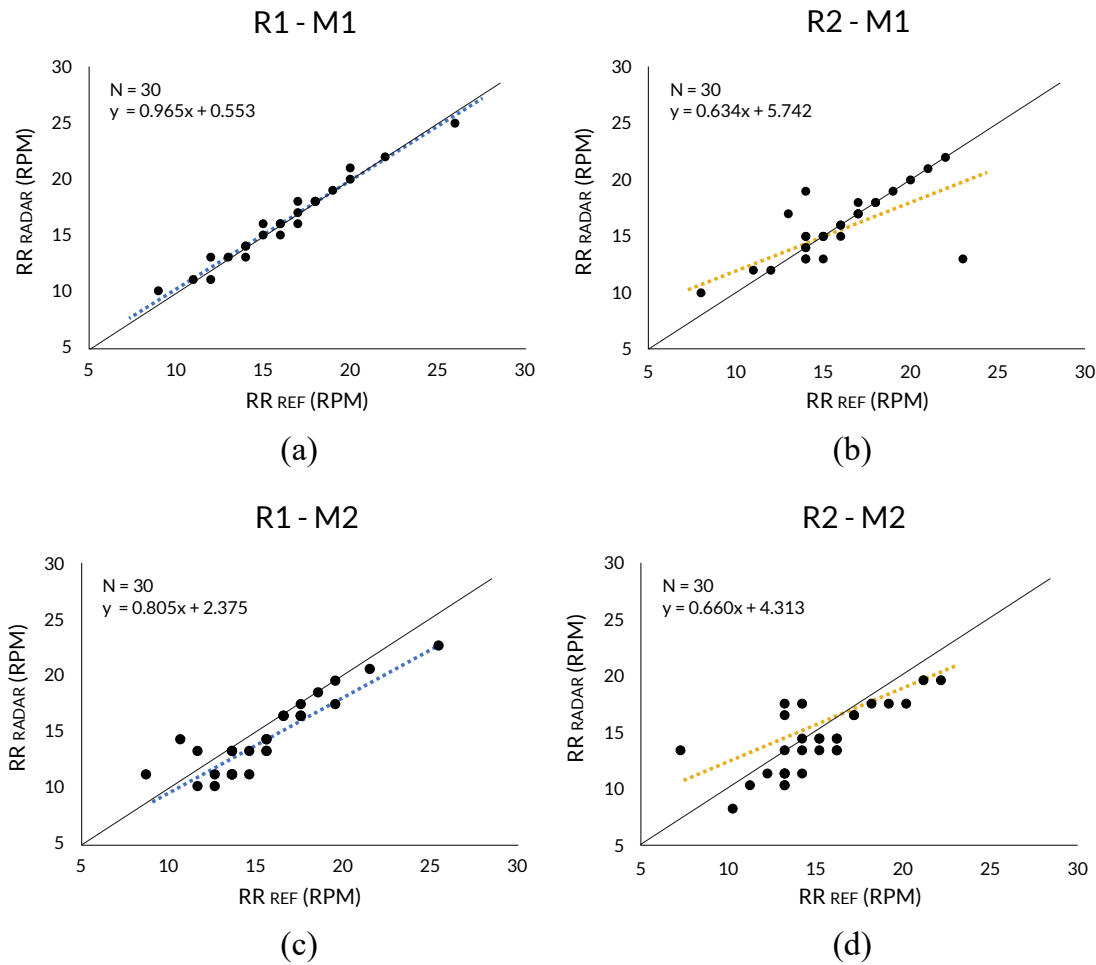 R1 - M1
N = 30
y = 0.965x + 0.553
30
25
20
15
10
5
RR RADAR (RPM)
5 10 15 20 25 30
RR REF (RPM)
(a)
R2 - M1
N = 30
y = 0.634x + 5.742
30
25
20
15
10
5
RR RADAR (RPM)
5 10 15 20 25 30
RR REF (RPM)
(b)
R1 - M2
N = 30
y = 0.805x + 2.375
30
25
20
15
10
5
RR RADAR (RPM)
5 10 15 20 25 30
RR REF (RPM)
(c)
R2 - M2
N = 30
y = 0.660x + 4.313
30
25
20
15
10
5
RR RADAR (RPM)
5 10 15 20 25 30
RR REF (RPM)
(d)